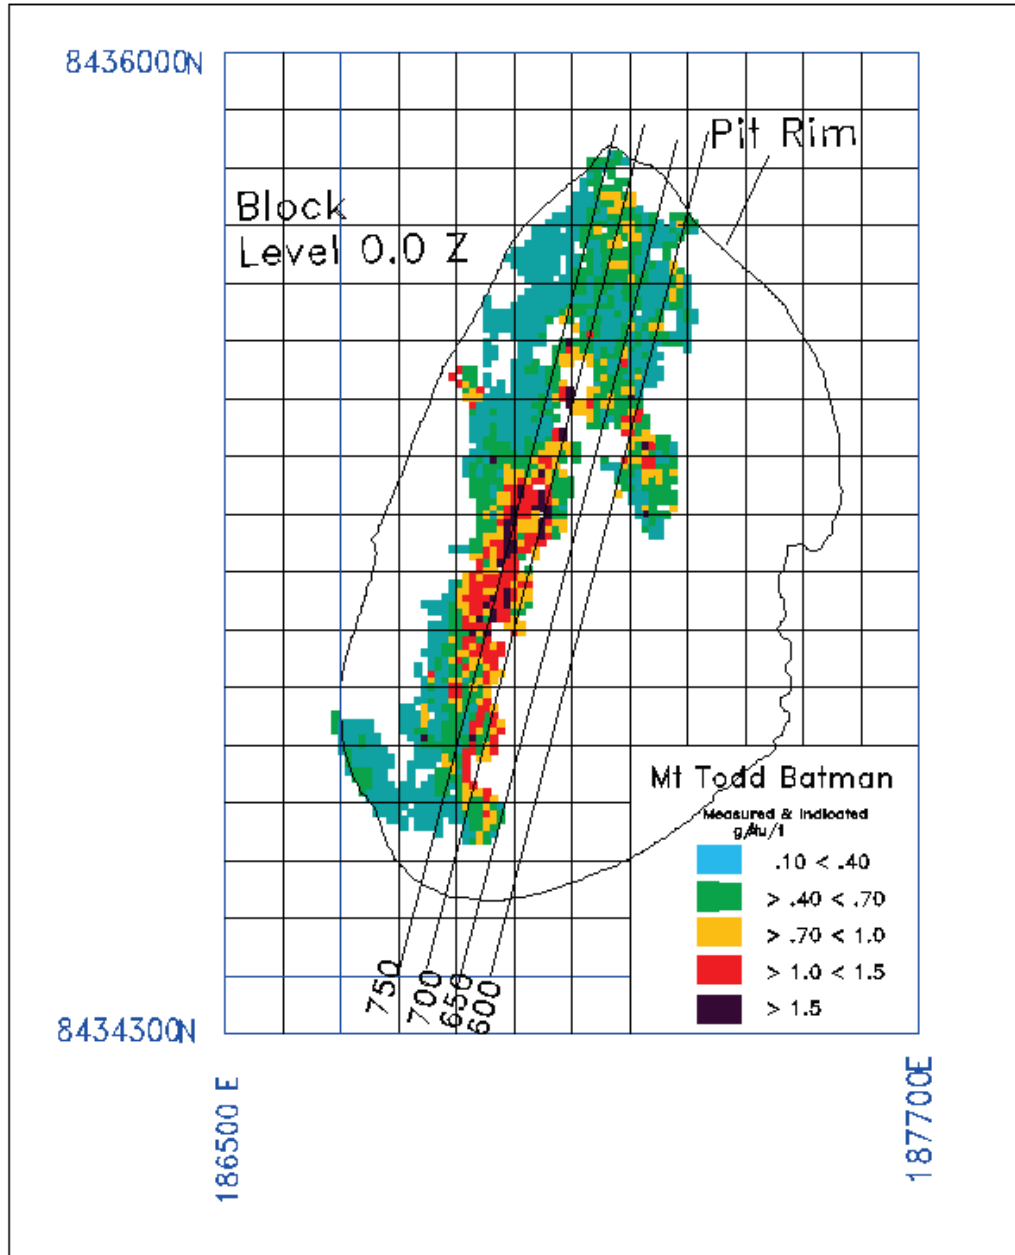 8436000N
Pit Rim
Block
Level 0.0 Z
Mt Todd Batman
Measured & Indicated
g/Au/t
.10 < .40
> .40 < .70
> .70 < 1.0
> 1.0 < 1.5
> 1.5
750
700
650
600
8434300N
186500 E
187700E